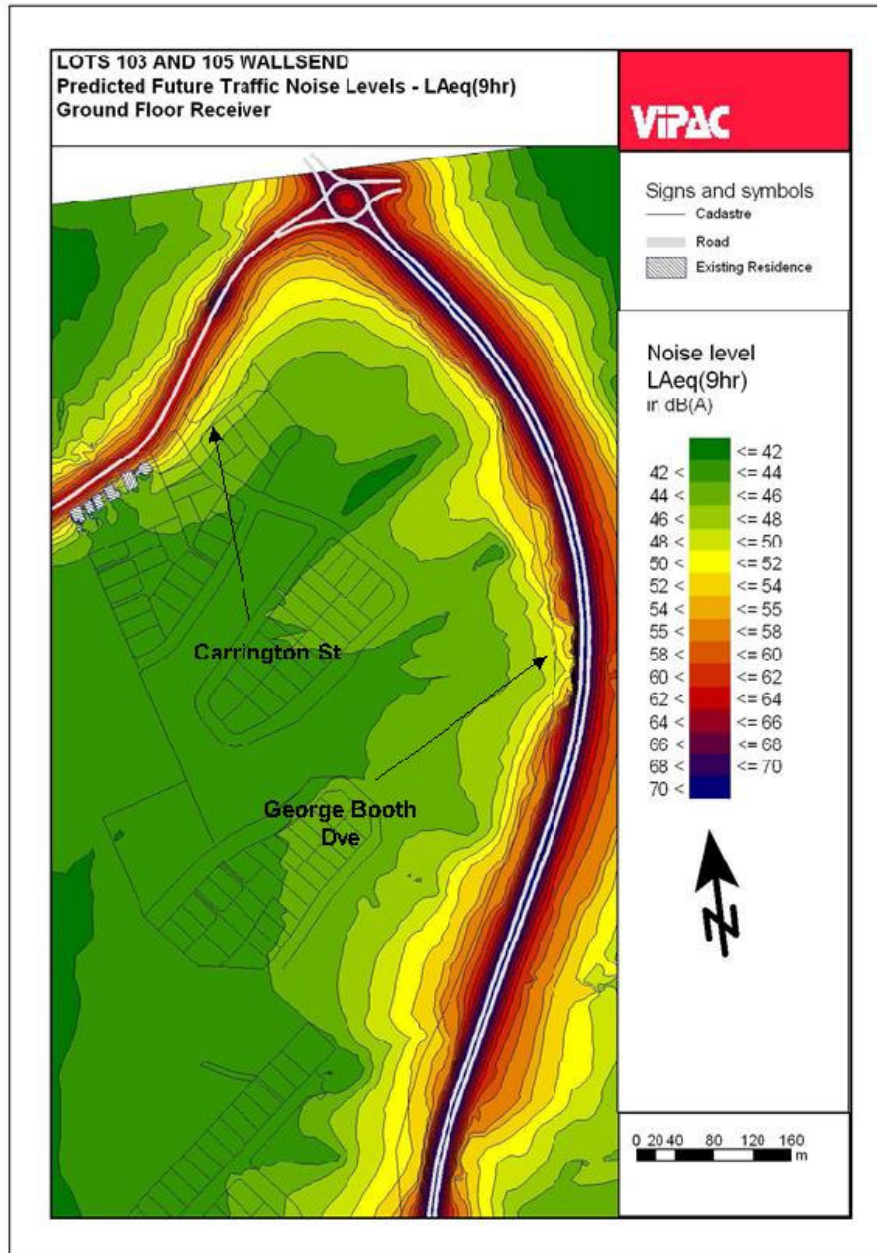 LOTS 103 AND 105 WALLSEND
Predicted Future Traffic Noise Levels - LAeq(9hr)
Ground Floor Receiver
ViPAC
Signs and symbols
Cadastre
Road
Existing Residence
Noise level
LAeq(9hr)
in dB(A)
<= 42
42 < <= 44
44 < <= 46
46 < <= 48
48 < <= 50
50 < <= 52
52 < <= 54
54 < <= 55
55 < <= 58
58 < <= 60
60 < <= 62
62 < <= 64
64 < <= 66
66 < <= 68
68 < <= 70
70 <
Carrington St
George Booth
Dve
N
0 20 40 80 120 160
m